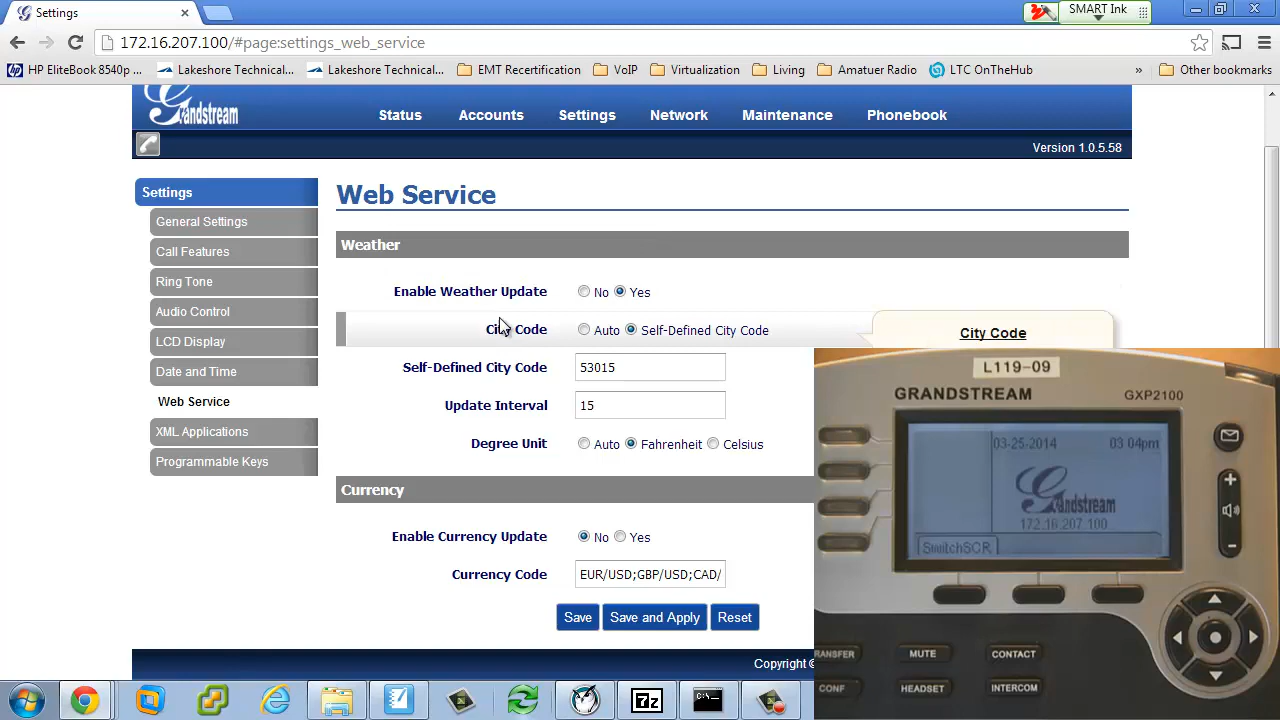 Settings
SMART Ink
172.16.207.100/#page:settings_web_service
HP EliteBook 8540p ...
Lakeshore Technical...
Lakeshore Technical...
EMT Recertification
VoIP
Virtualization
Living
Amatuer Radio
LTC OnTheHub
»
Other bookmarks
Grandstream
Status
Accounts
Settings
Network
Maintenance
Phonebook
Version 1.0.5.58
Settings
General Settings
Call Features
Ring Tone
Audio Control
LCD Display
Date and Time
Web Service
XML Applications
Programmable Keys
Web Service
Weather
Enable Weather Update
No
Yes
City Code
Auto
Self-Defined City Code
City Code
Self-Defined City Code
53015
Update Interval
15
Degree Unit
Auto
Fahrenheit
Celsius
Currency
Enable Currency Update
No
Yes
Currency Code
EUR/USD;GBP/USD;CAD/
Save
Save and Apply
Reset
Copyright ©
L119-09
GRANDSTREAM
GXP2100
03-25-2014
03:04pm
Grandstream
172.16.207.100
SwitchSCR
TRANSFER
MUTE
CONTACT
CONF
HEADSET
INTERCOM
7z